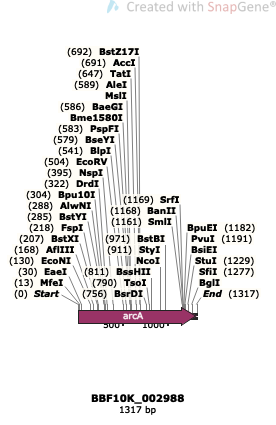 Created with SnapGene®
(692) BstZ17I
(691) AccI
(647) TatI
(589) AleI
MslI
(586) BaeGI
Bme1580I
(583) PspFI
(579) BseYI
(541) BlpI
(504) EcoRV
(395) NspI
(322) DrdI
(304) Bpu10I
(288) AlwNI
(285) BstYI
(218) FspI
(207) BstXI
(168) AflIII
(130) EcoNI
(30) EaeI
(13) MfeI
(0) Start
(1169) SrfI
(1168) BanII
(1161) SmlI
(971) BstBI
(911) StyI
NcoI
(811) BssHII
(790) TsoI
(756) BsrDI
BpuEI (1182)
PvuI (1191)
BsiEI
StuI (1229)
SfiI (1277)
BglI
End (1317)
arcA
500
1000
BBF10K_002988
1317 bp